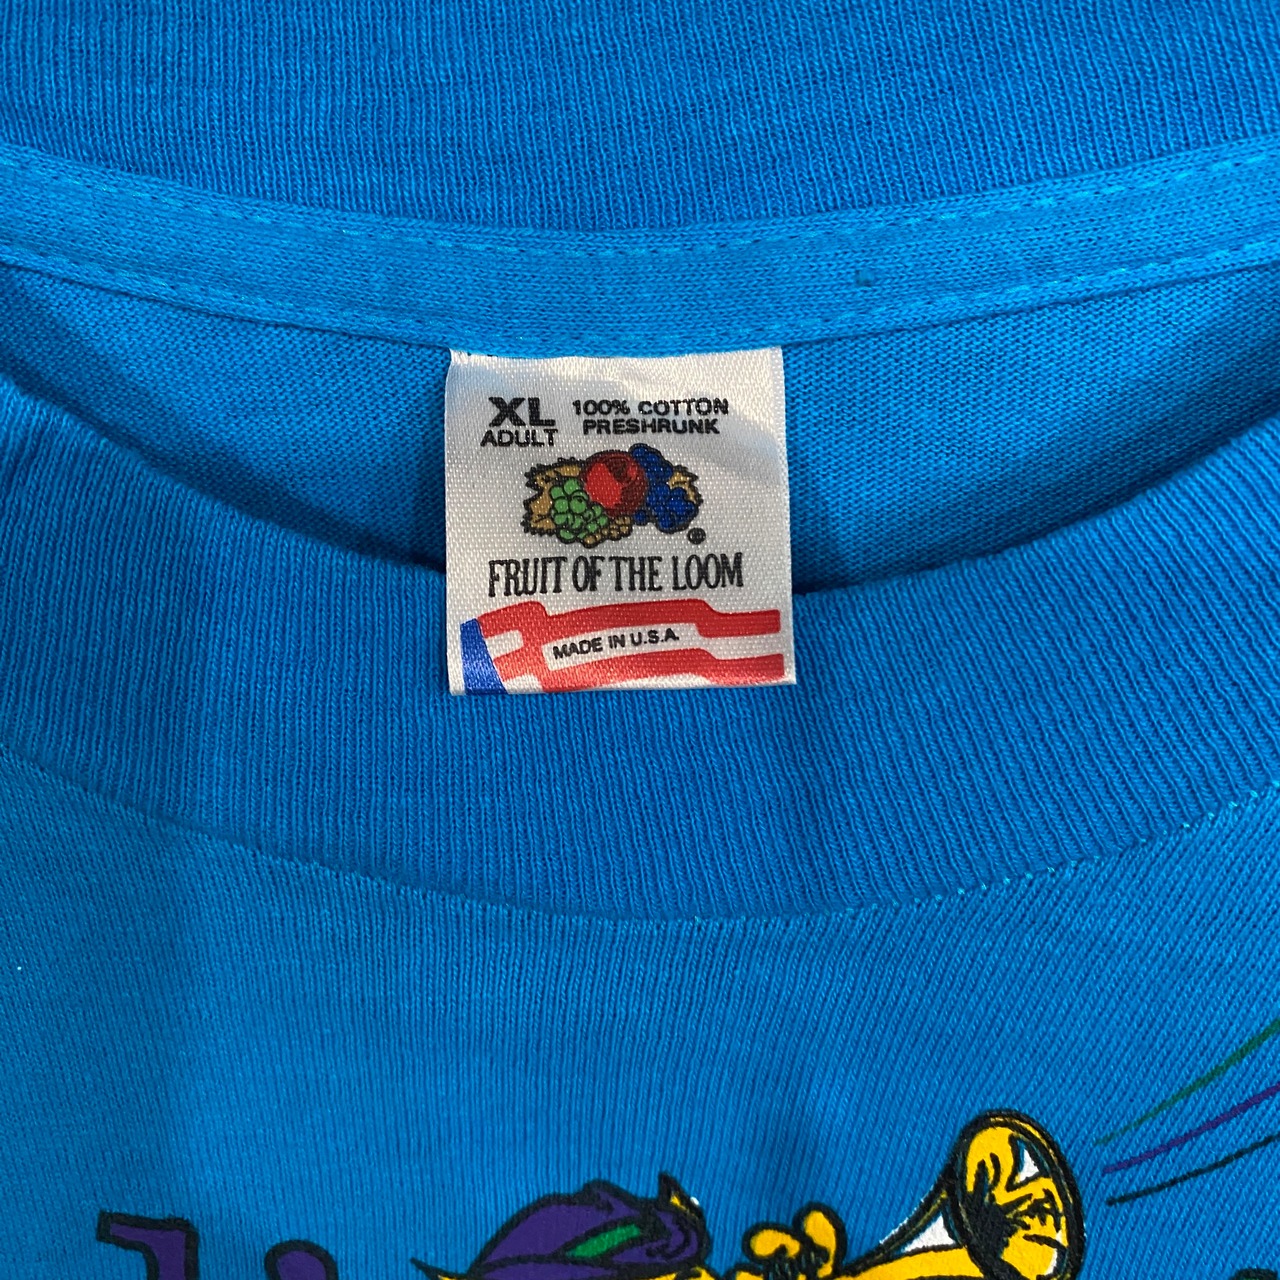 XL 100% COTTON
ADULT PRESHRUNK
®
FRUIT OF THE LOOM
MADE IN U.S.A.